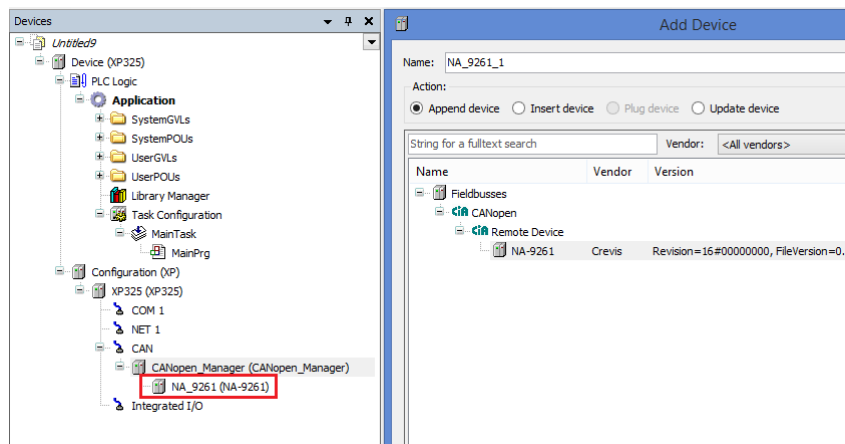 Devices
Untitled9
Device (XP325)
PLC Logic
Application
SystemGVLs
SystemPOUs
UserGVLs
UserPOUs
Library Manager
Task Configuration
MainTask
MainPrg
Configuration (XP)
XP325 (XP325)
COM 1
NET 1
CAN
CANopen_Manager (CANopen_Manager)
NA_9261 (NA-9261)
Integrated I/O
Add Device
Name: NA_9261_1
Action:
Append device Insert device Plug device Update device
String for a fulltext search Vendor: <All vendors>
Name Vendor Version
Fieldbusses
CiA CANopen
CiA Remote Device
NA-9261 Crevis Revision=16#00000000, FileVersion=0.